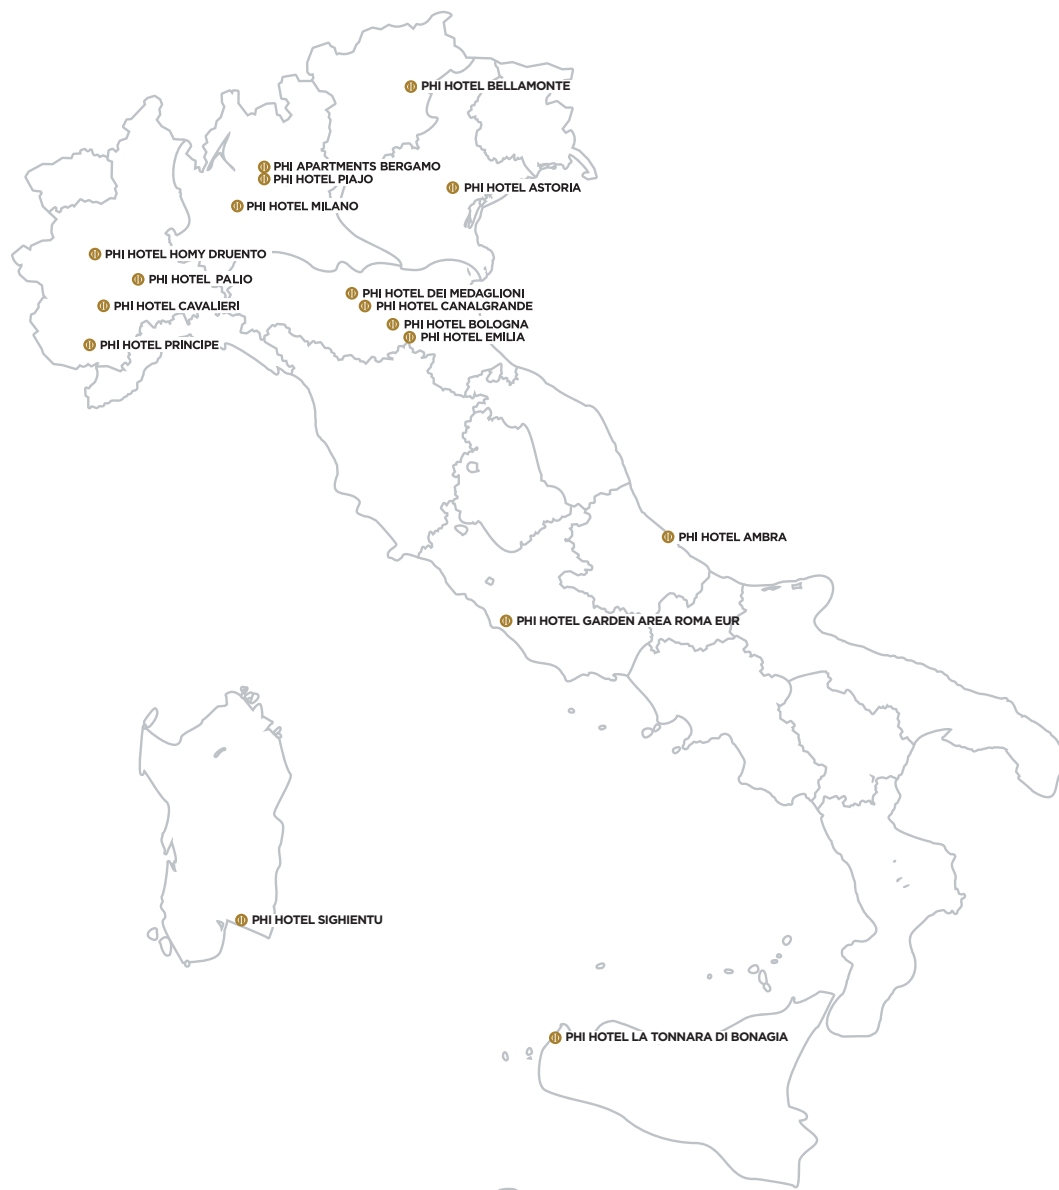 PHI HOTEL BELLAMONTE
PHI APARTMENTS BERGAMO
PHI HOTEL PIAJO
PHI HOTEL ASTORIA
PHI HOTEL MILANO
PHI HOTEL HOMY DRUENTO
PHI HOTEL PALIO
PHI HOTEL DEI MEDAGLIONI
PHI HOTEL CAVALIERI
PHI HOTEL CANALGRANDE
PHI HOTEL BOLOGNA
PHI HOTEL EMILIA
PHI HOTEL PRINCIPE
PHI HOTEL AMBRA
PHI HOTEL GARDEN AREA ROMA EUR
PHI HOTEL SIGHIENTU
PHI HOTEL LA TONNARA DI BONAGIA